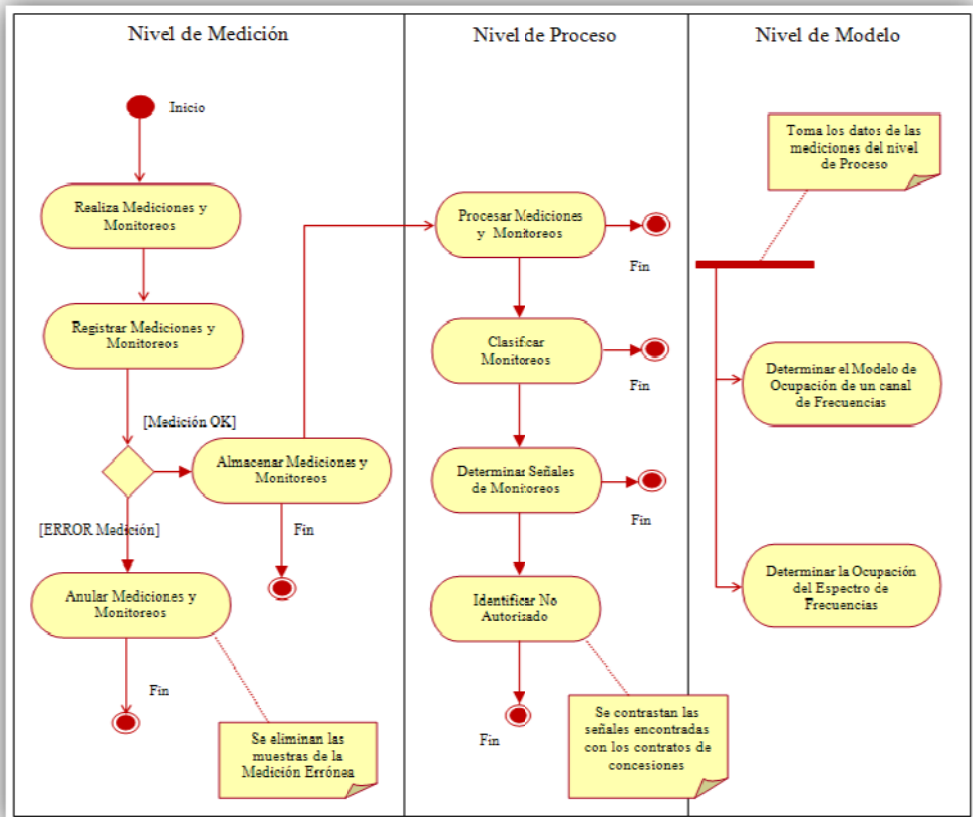 Nivel de Medición
Inicio
Realiza Mediciones y
Monitoreos
Registrar Mediciones y
Monitoreos
[Medición OK]
Almacenar Mediciones y
Monitoreos
[ERROR Medición]
Fin
Anular Mediciones y
Monitoreos
Fin
Se eliminan las
muestras de la
Medición Errónea
Nivel de Proceso
Procesar Mediciones
y Monitoreos
Fin
Clasificar
Monitoreos
Fin
Determinar Señales
de Monitoreos
Fin
Identificar No
Autorizado
Fin
Se contrastan las
señales encontradas
con los contratos de
concesiones
Nivel de Modelo
Toma los datos de las
mediciones del nivel
de Proceso
Determinar el Modelo de
Ocupación de un canal
de Frecuencias
Determinar la Ocupación
del Espectro de
Frecuencias